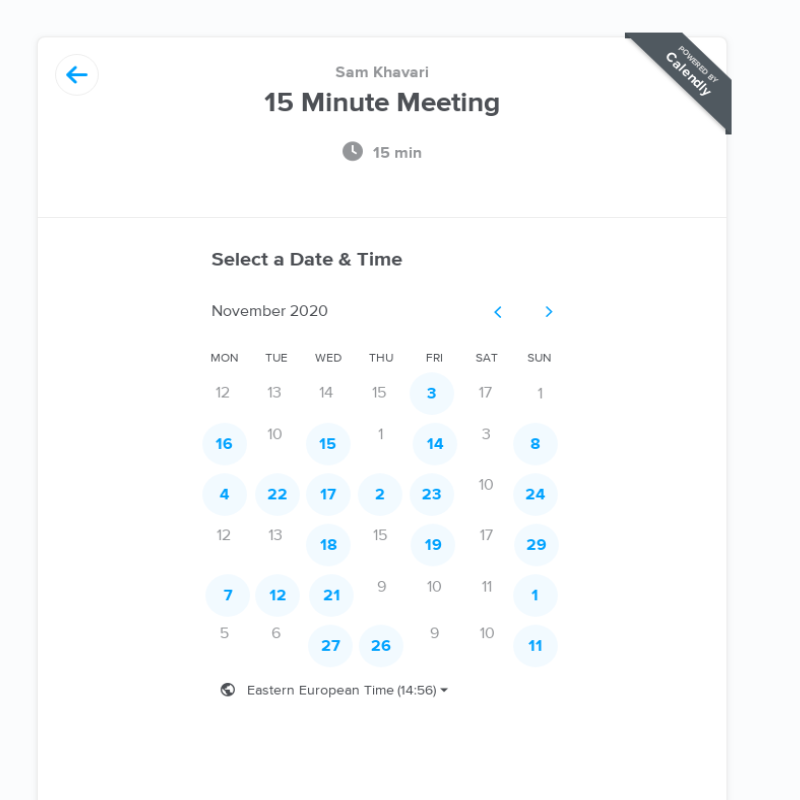 POWERED BY
Calendly
Sam Khavari
15 Minute Meeting
15 min
Select a Date & Time
November 2020
MON TUE WED THU FRI SAT SUN
12 13 14 15 3 17 1
16 10 15 1 14 3 8
4 22 17 2 23 10 24
12 13 18 15 19 17 29
7 12 21 9 10 11 1
5 6 27 26 9 10 11
Eastern European Time (14:56)